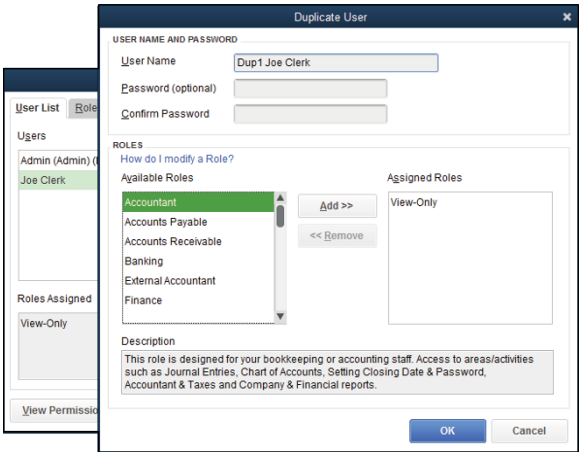 Duplicate User
USER NAME AND PASSWORD
User Name
Dup1 Joe Clerk
Password (optional)
Confirm Password
ROLES
How do I modify a Role?
Available Roles
Accountant
Accounts Payable
Accounts Receivable
Banking
External Accountant
Finance
Add >>
<< Remove
Assigned Roles
View-Only
Description
This role is designed for your bookkeeping or accounting staff. Access to areas/activities
such as Journal Entries, Chart of Accounts, Setting Closing Date & Password,
Accountant & Taxes and Company & Financial reports.
OK
Cancel
User List
Role
Users
Admin (Admin)
Joe Clerk
Roles Assigned
View-Only
View Permissio